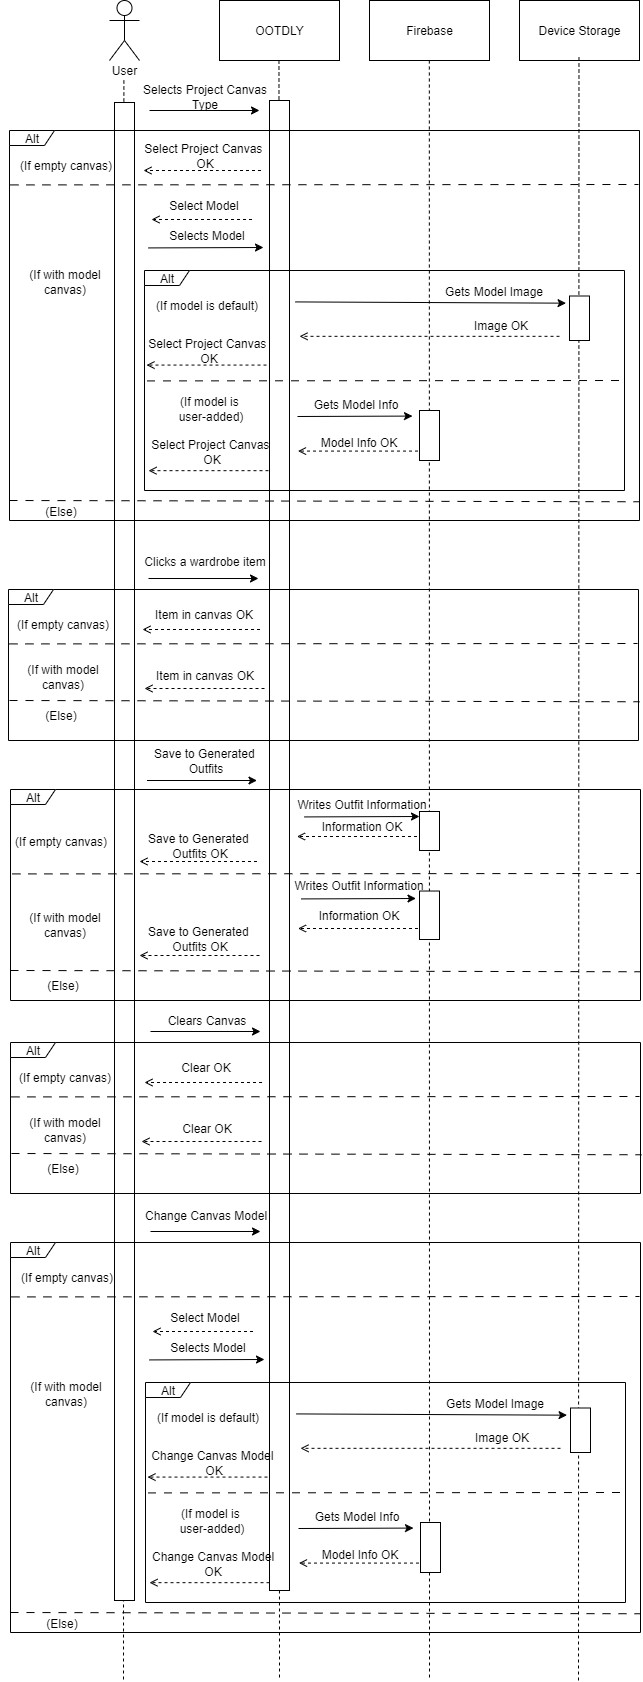 OOTDLY
Firebase
Device Storage
User
Selects Project Canvas
Type
Alt
(If empty canvas)
Select Project Canvas
OK
Select Model
Selects Model
(If with model
canvas)
Alt
(If model is default)
Gets Model Image
Image OK
Select Project Canvas
OK
(If model is
user-added)
Gets Model Info
Model Info OK
Select Project Canvas
OK
(Else)
Clicks a wardrobe item
Alt
(If empty canvas)
Item in canvas OK
(If with model
canvas)
Item in canvas OK
(Else)
Save to Generated
Outfits
Alt
Writes Outfit Information
Information OK
(If empty canvas)
Save to Generated
Outfits OK
Writes Outfit Information
(If with model
canvas)
Information OK
Save to Generated
Outfits OK
(Else)
Clears Canvas
Alt
(If empty canvas)
Clear OK
(If with model
canvas)
Clear OK
(Else)
Change Canvas Model
Alt
(If empty canvas)
Select Model
Selects Model
(If with model
canvas)
Alt
(If model is default)
Gets Model Image
Image OK
Change Canvas Model
OK
(If model is
user-added)
Gets Model Info
Model Info OK
Change Canvas Model
OK
(Else)